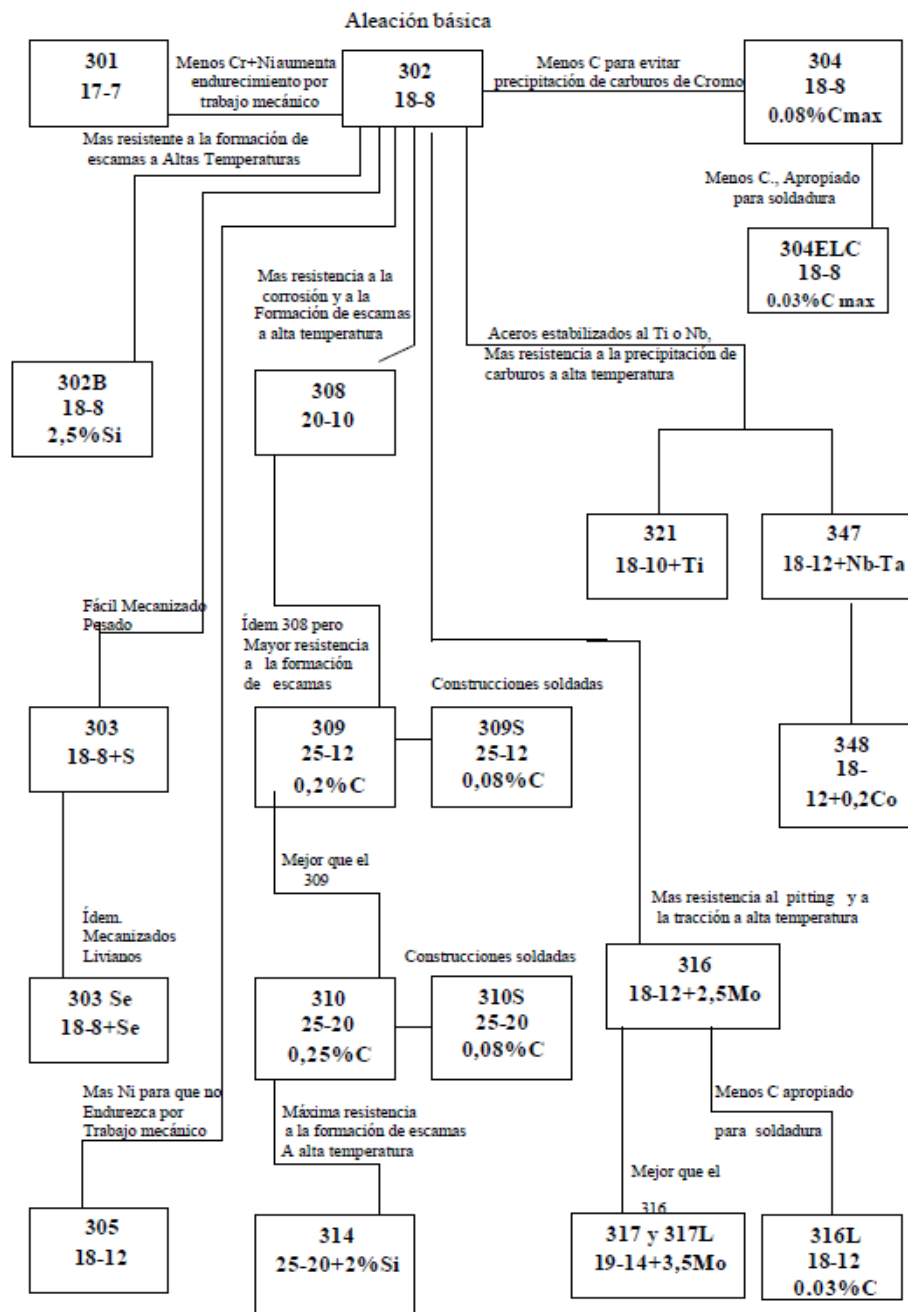 Aleación básica
301
17-7
Menos Cr+Niaumenta
endurecimiento por
trabajo mecánico
302
18-8
Menos C para evitar
precipitación de carburos de Cromo
304
18-8
0.08%Cmax
Mas resistente a la formación de
escamas a Altas Temperaturas
Menos C., Apropiado
para soldadura
304ELC
18-8
0.03%C max
Mas resistencia a la
corrosión y a la
Formación de escamas
a alta temperatura
Aceros estabilizados al Ti o Nb,
Mas resistencia a la precipitación de
carburos a alta temperatura
302B
18-8
2,5%Si
308
20-10
321
18-10+Ti
347
18-12+Nb-Ta
Fácil Mecanizado
Pesado
Ídem 308 pero
Mayor resistencia
a la formación
de escamas
Construcciones soldadas
303
18-8+S
309
25-12
0,2%C
309S
25-12
0,08%C
348
18-
12+0,2Co
Mejor que el
309
Mas resistencia al pitting y a
la tracción a alta temperatura
Ídem.
Mecanizados
Livianos
Construcciones soldadas
303 Se
18-8+Se
310
25-20
0,25%C
310S
25-20
0,08%C
316
18-12+2,5Mo
Mas Ni para que no
Endurezca por
Trabajo mecánico
Máxima resistencia
a la formación de escamas
A alta temperatura
Menos C apropiado
para soldadura
Mejor que el
316
305
18-12
314
25-20+2%Si
317 y 317L
19-14+3,5Mo
316L
18-12
0.03%C